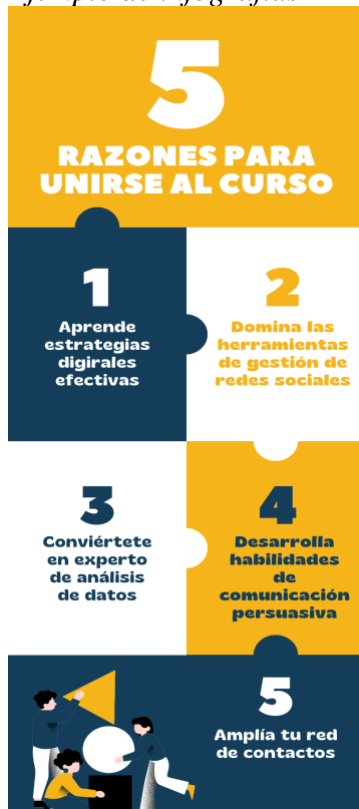 5
RAZONES PARA
UNIRSE AL CURSO
1
Aprende
estrategias
digirales
efectivas
2
Domina las
herramientas
de gestión de
redes sociales
3
Conviértete
en experto
de análisis
de datos
4
Desarrolla
habilidades
de
comunicación
persuasiva
5
Amplía tu red
de contactos